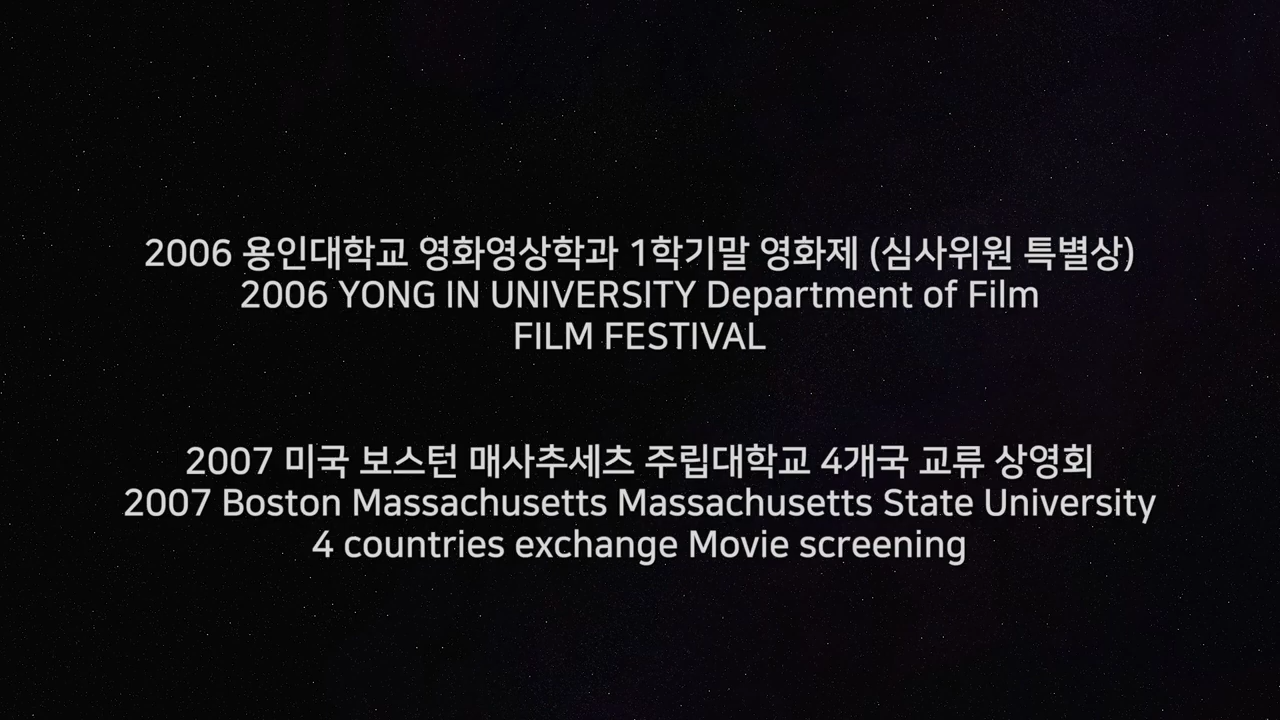 2006 용인대학교 영화영상학과 1학기말 영화제 (심사위원 특별상)
2006 YONG IN UNIVERSITY Department of Film
FILM FESTIVAL
2007 미국 보스턴 매사추세츠 주립대학교 4개국 교류 상영회
2007 Boston Massachusetts Massachusetts State University
4 countries exchange Movie screening